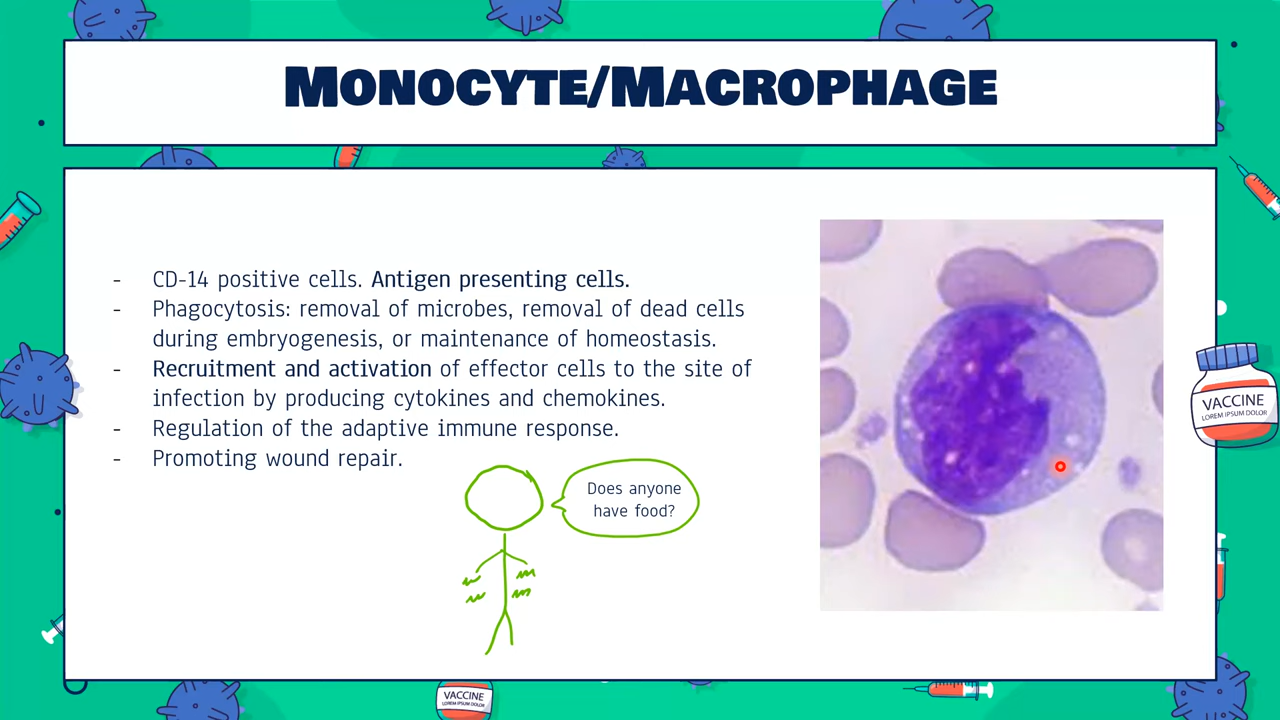 MONOCYTE/MACROPHAGE
- CD-14 positive cells. Antigen presenting cells.
- Phagocytosis: removal of microbes, removal of dead cells
during embryogenesis, or maintenance of homeostasis.
- Recruitment and activation of effector cells to the site of
infection by producing cytokines and chemokines.
- Regulation of the adaptive immune response.
- Promoting wound repair.
Does anyone
have food?
VACCINE
LOREM IPSUM DOLOR
VACCINE
LOREM IPSUM DOLOR